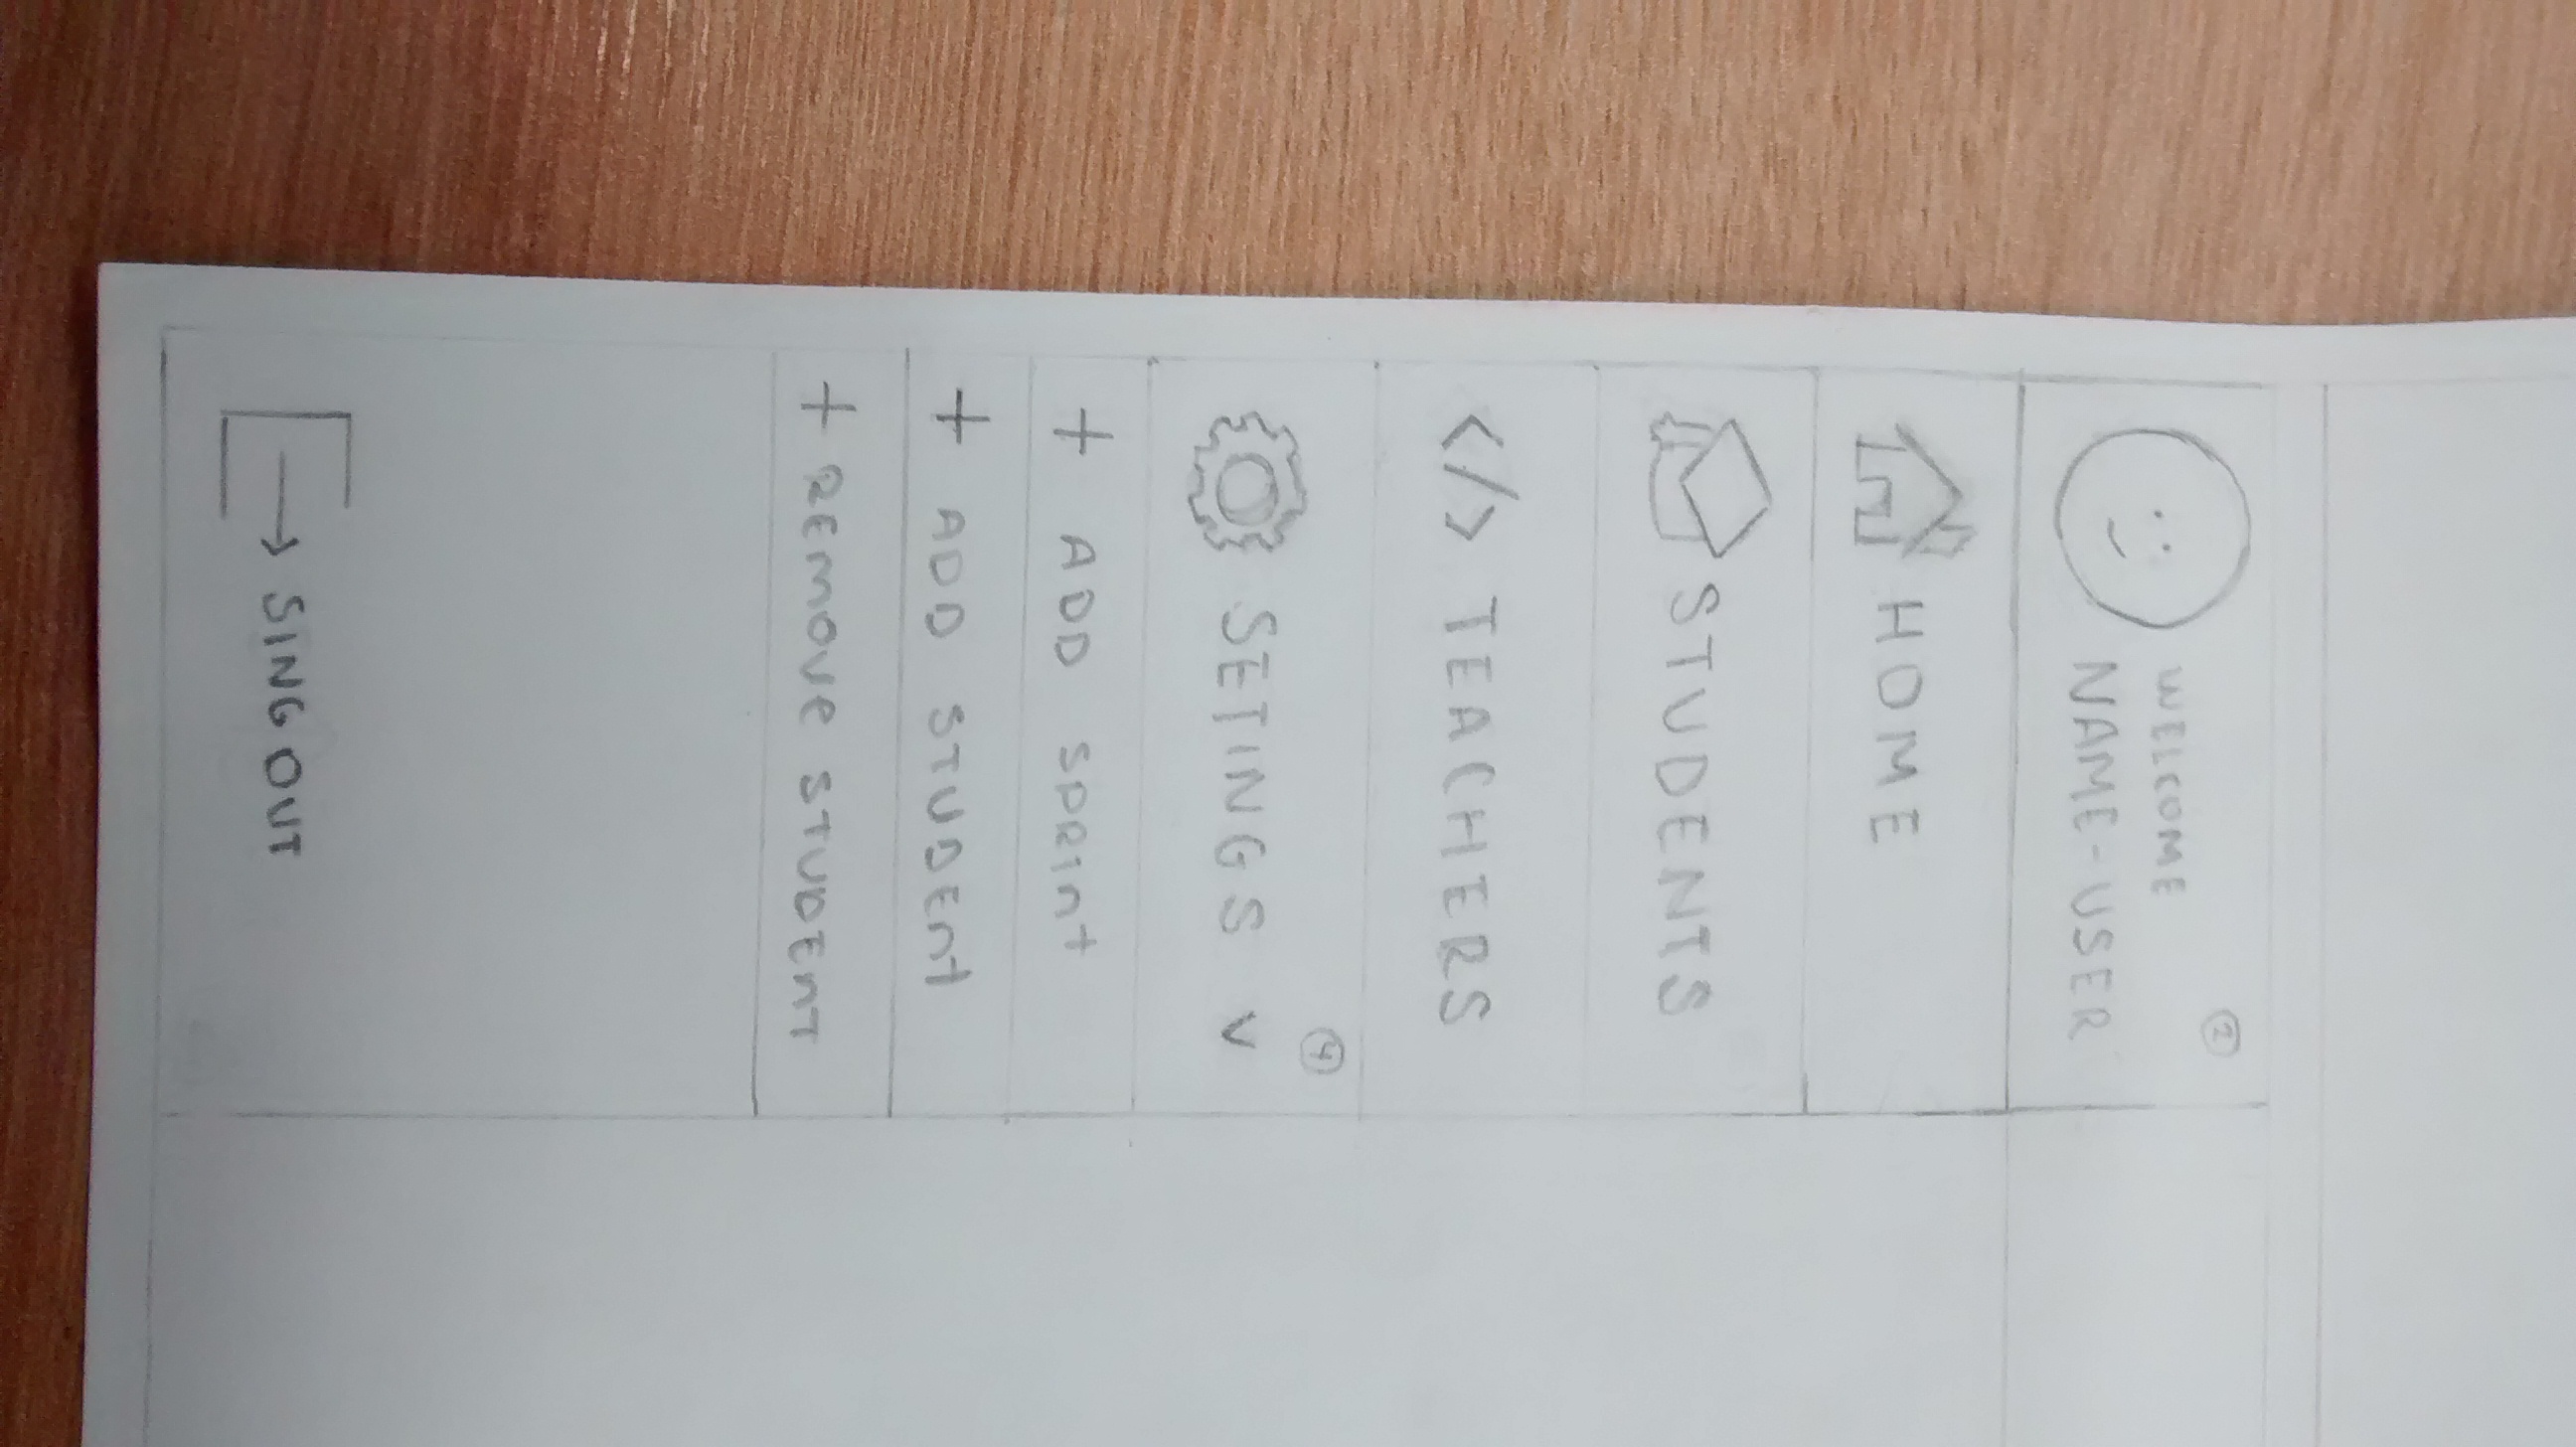 ②
WELCOME
NAME-USER
HOME
STUDENTS
</> TEACHERS
④
SETINGS v
+ ADD SPRINT
+ ADD STUDENT
+ REMOVE STUDENT
SING OUT